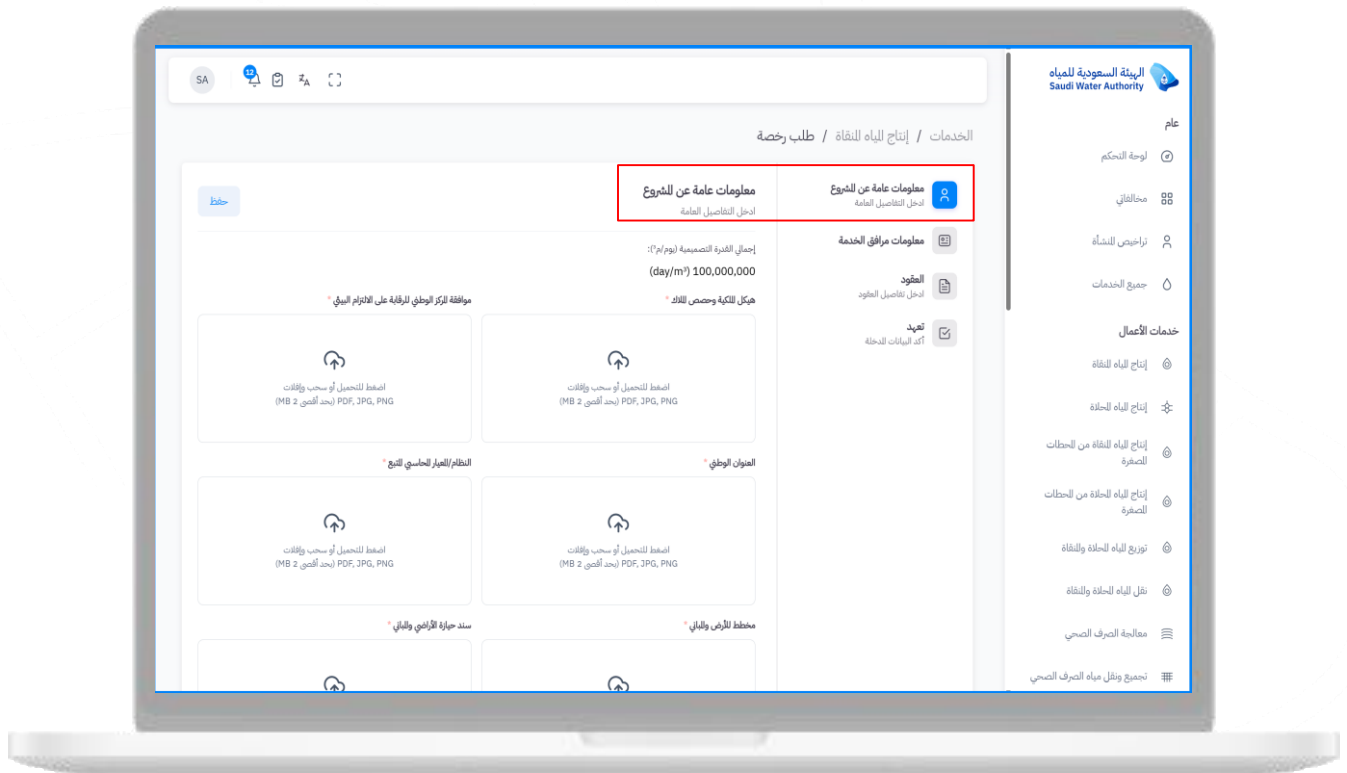 الهيئة السعودية للمياه
Saudi Water Authority
عام
لوحة التحكم
مخالفاتي
تراخيص المنشأة
جميع الخدمات
خدمات الأعمال
إنتاج المياه المنقاة
إنتاج المياه المحلاة
إنتاج المياه المنقاة من المحطات
المصغرة
إنتاج المياه المحلاة من المحطات
المصغرة
توزيع المياه المحلاة والمنقاة
نقل المياه المحلاة والمنقاة
معالجة الصرف الصحي
تجميع ونقل مياه الصرف الصحي
12
SA
الخدمات / إنتاج المياه المنقاة / طلب رخصة
معلومات عامة عن المشروع
ادخل التفاصيل العامة
معلومات مرافق الخدمة
العقود
ادخل تفاصيل العقود
تعهد
أكد البيانات المدخلة
معلومات عامة عن المشروع
ادخل التفاصيل العامة
حفظ
إجمالي القدرة التصميمية (يوم/م³):
(day/m³) 100,000,000
هيكل الملكية وحصص الملاك *
موافقة المركز الوطني للرقابة على الالتزام البيئي *
اضغط للتحميل أو سحب وإفلات
PDF, JPG, PNG (بحد أقصى 2 MB)
اضغط للتحميل أو سحب وإفلات
PDF, JPG, PNG (بحد أقصى 2 MB)
العنوان الوطني *
النظام/المعيار المحاسبي المتبع *
اضغط للتحميل أو سحب وإفلات
PDF, JPG, PNG (بحد أقصى 2 MB)
اضغط للتحميل أو سحب وإفلات
PDF, JPG, PNG (بحد أقصى 2 MB)
مخطط للأرض والمباني *
سند حيازة الأراضي والمباني *